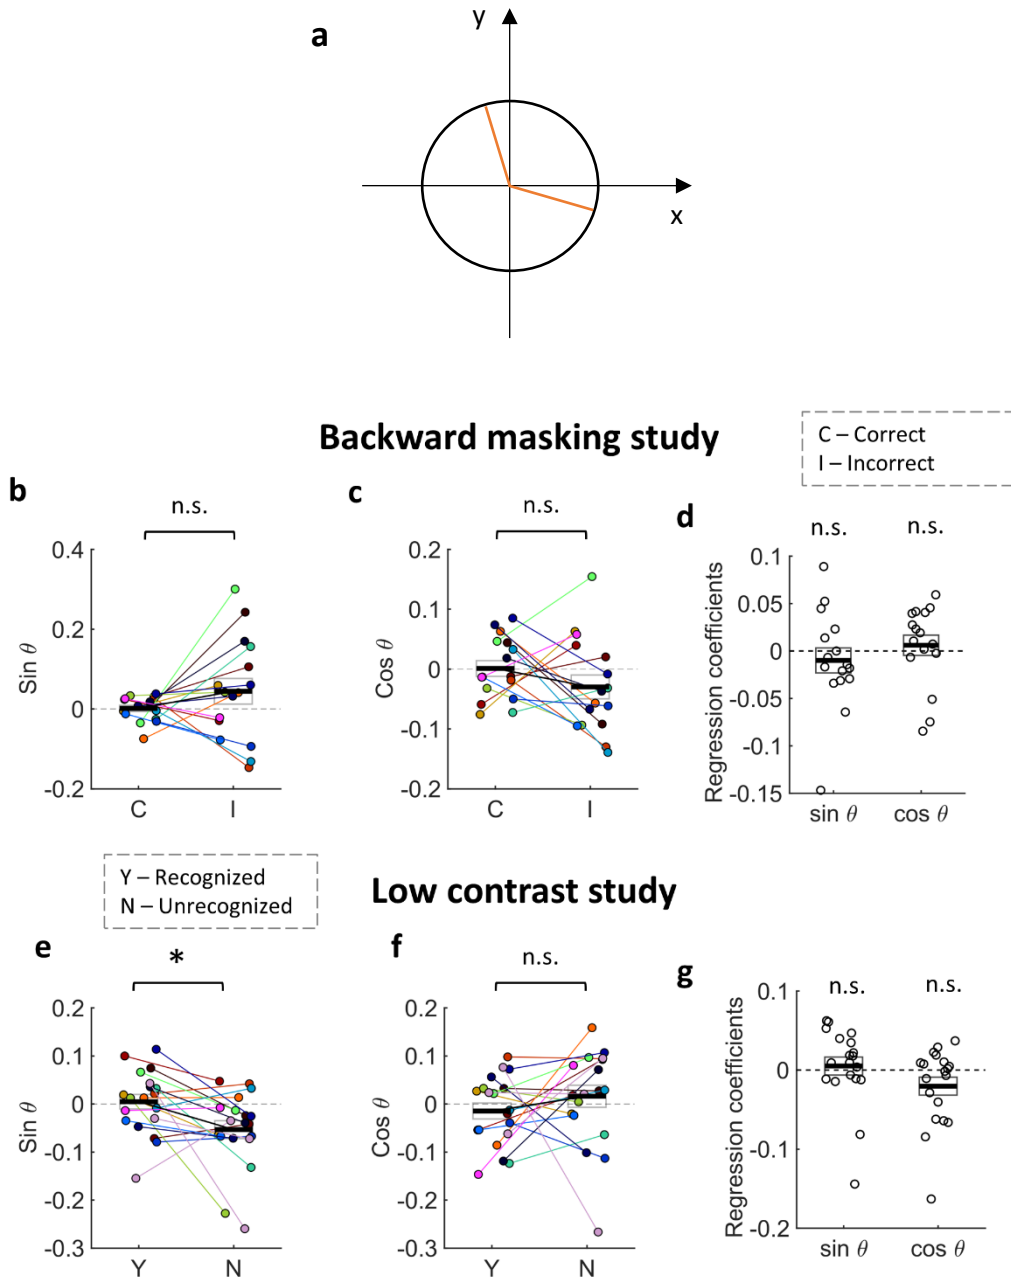 a
y
x
Backward masking study
C – Correct
I – Incorrect
b
n.s.
0.4
0.2
0
-0.2
Sin θ
C
I
c
n.s.
0.2
0.1
0
-0.1
-0.2
Cos θ
C
I
d
n.s.
n.s.
0.1
0.05
0
-0.05
-0.1
-0.15
Regression coefficients
sin θ
cos θ
Y – Recognized
N – Unrecognized
Low contrast study
e
*
0.2
0.1
0
-0.1
-0.2
-0.3
Sin θ
Y
N
f
n.s.
0.2
0.1
0
-0.1
-0.2
-0.3
Cos θ
Y
N
g
n.s.
n.s.
0.1
0
-0.1
-0.2
Regression coefficients
sin θ
cos θ